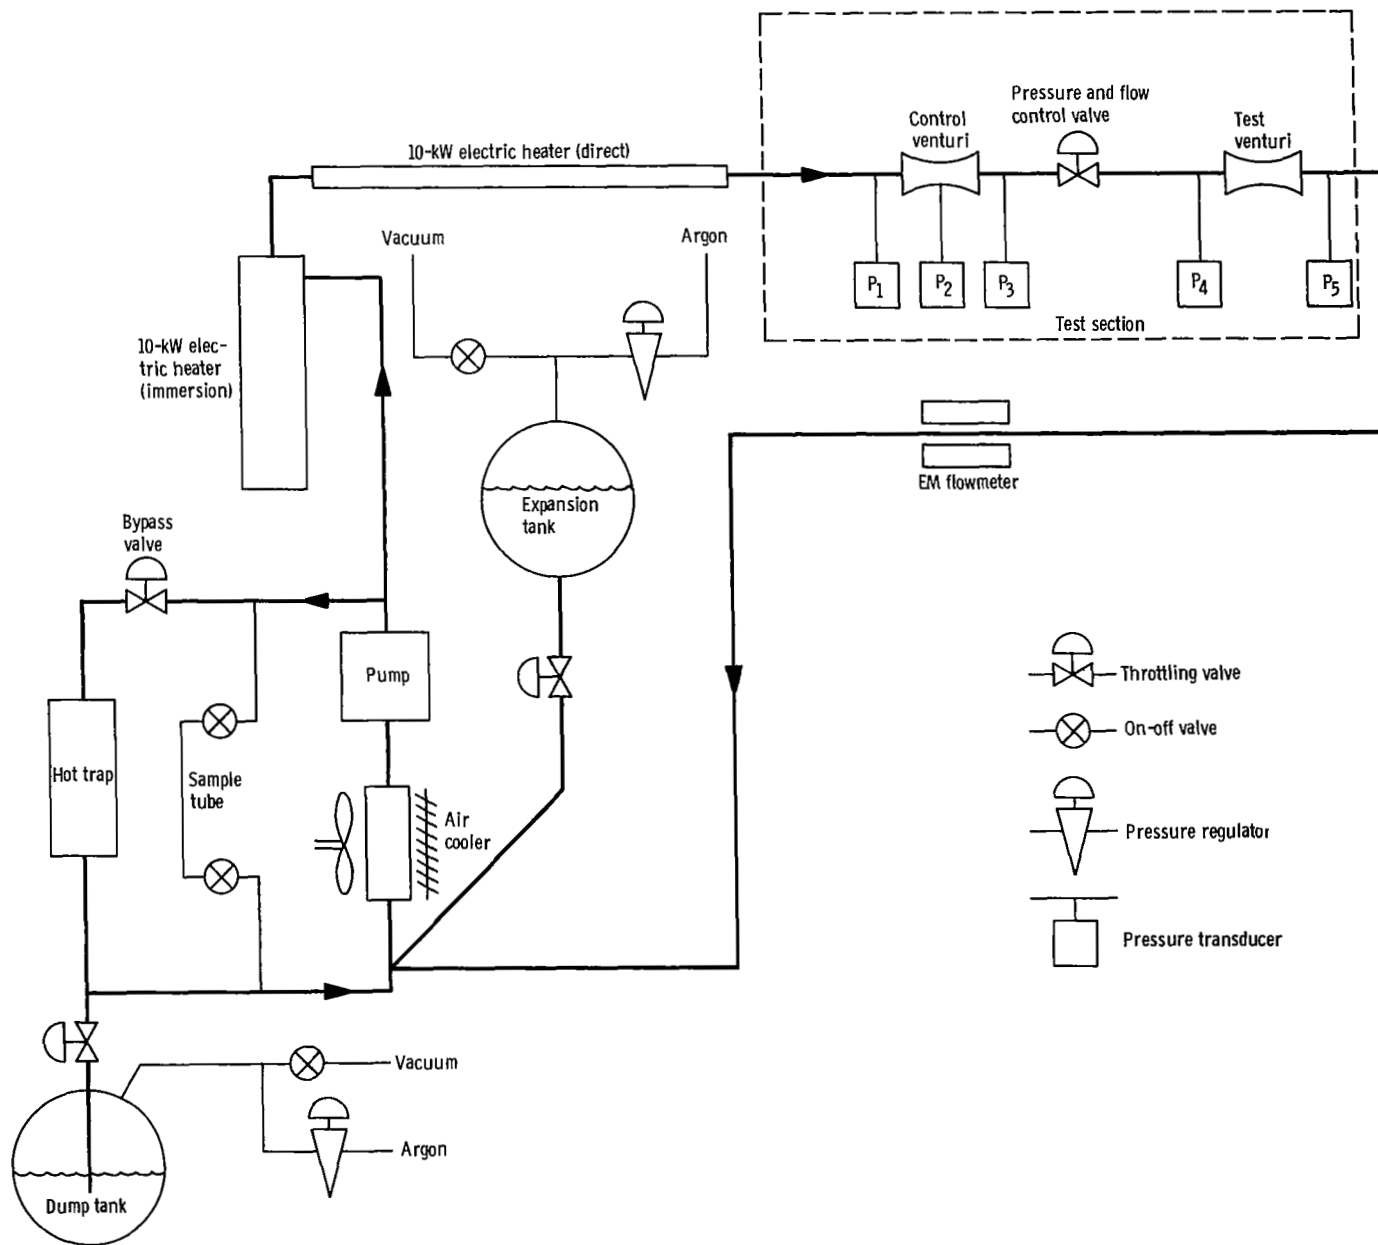 Pressure and flow
control valve
Control
venturi
Test
venturi
10-kW electric heater (direct)
Vacuum
Argon
P1
P2
P3
P4
P5
Test section
10-kW elec-
tric heater
(immersion)
EM flowmeter
Expansion
tank
Bypass
valve
Pump
Throttling valve
On-off valve
Hot trap
Sample
tube
Air
cooler
Pressure regulator
Pressure transducer
Vacuum
Argon
Dump tank